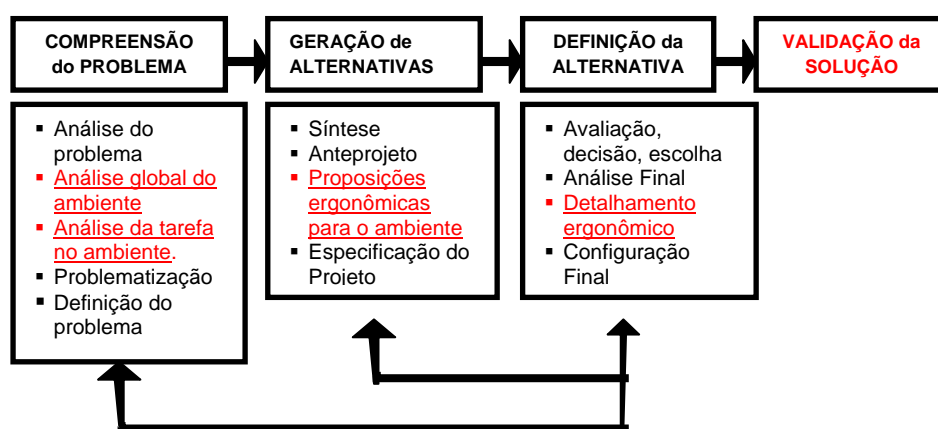 COMPREENSÃO
do PROBLEMA
GERAÇÃO de
ALTERNATIVAS
DEFINIÇÃO da
ALTERNATIVA
VALIDAÇÃO da
SOLUÇÃO
▪ Análise do
problema
▪ Análise global do
ambiente
▪ Análise da tarefa
no ambiente.
▪ Problematização
▪ Definição do
problema
▪ Síntese
▪ Anteprojeto
▪ Proposições
ergonômicas
para o ambiente
▪ Especificação do
Projeto
▪ Avaliação,
decisão, escolha
▪ Análise Final
▪ Detalhamento
ergonômico
▪ Configuração
Final